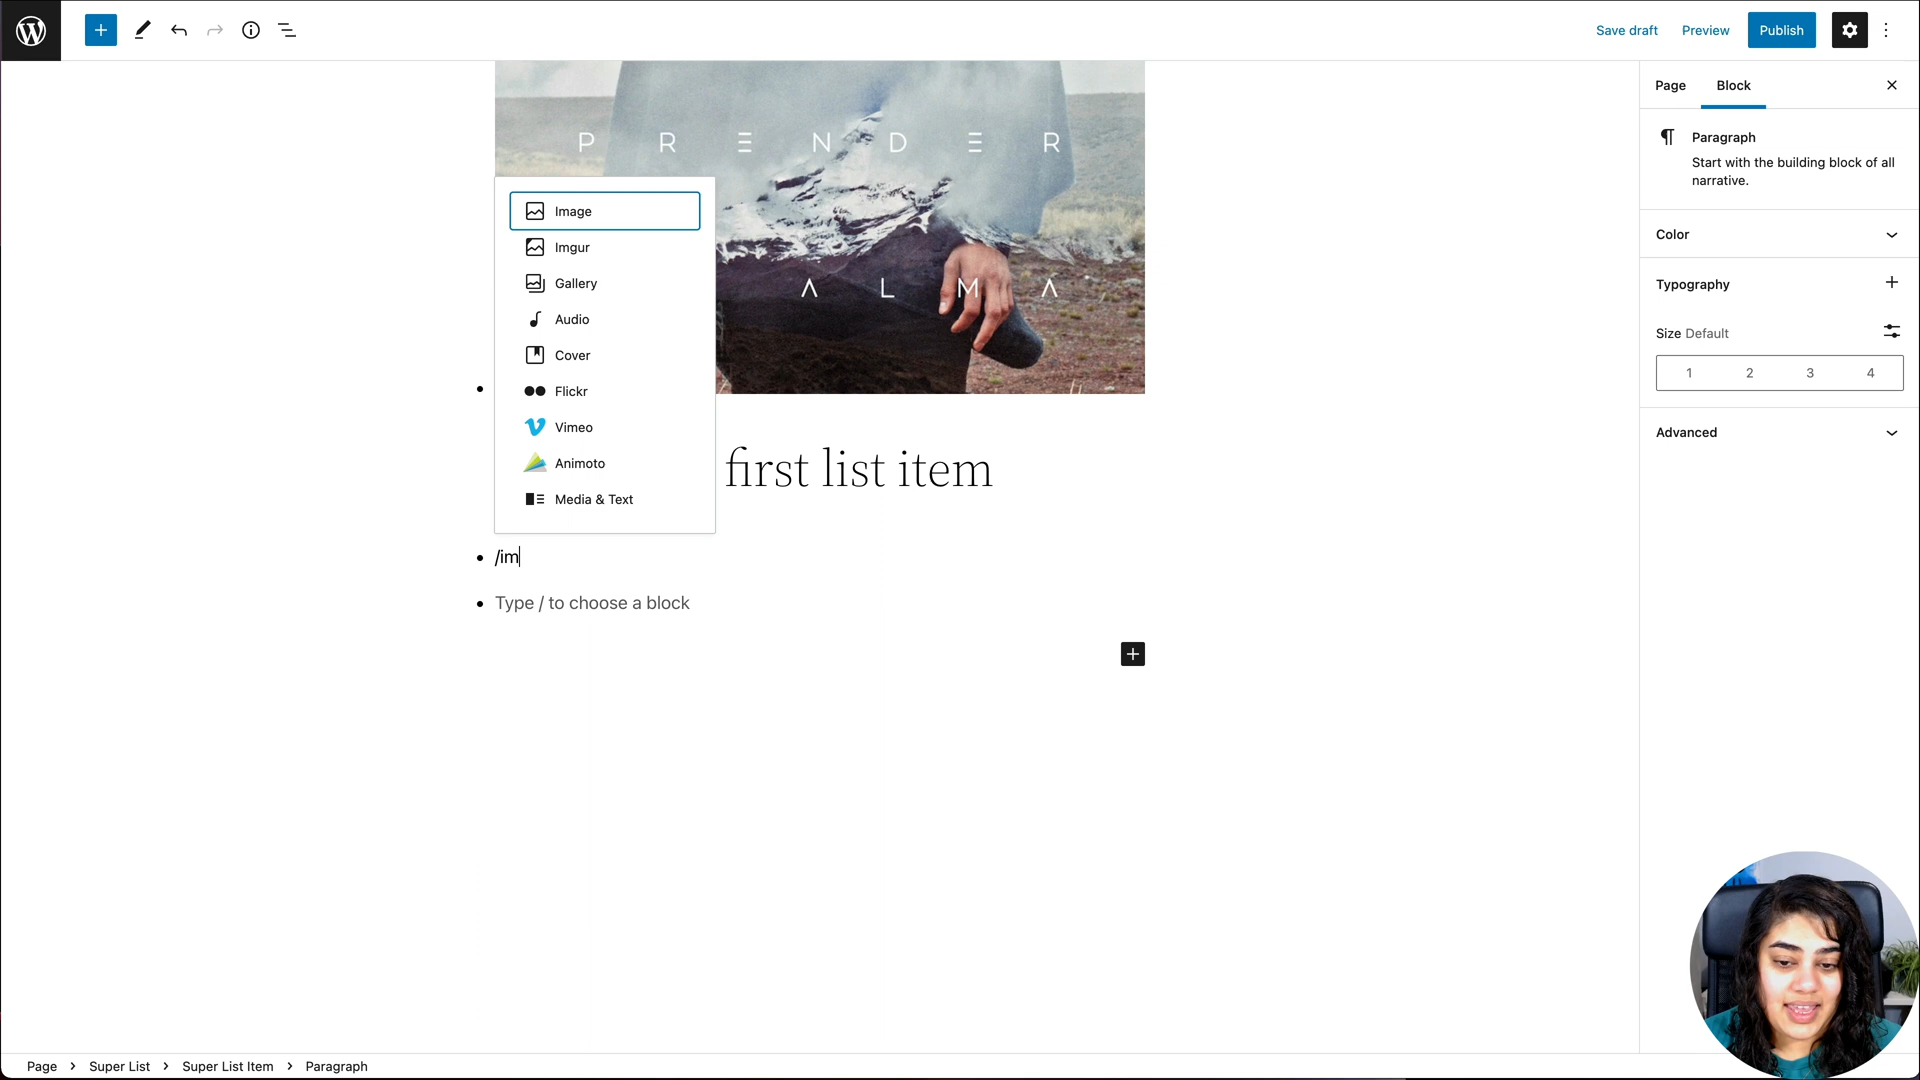 Save draft
Preview
Publish
P R E N D E R
A L M A
Image
Imgur
Gallery
Audio
Cover
Flickr
Vimeo
Animoto
Media & Text
first list item
/im
Type / to choose a block
Page
Block
Paragraph
Start with the building block of all
narrative.
Color
Typography
Size Default
1 2 3 4
Advanced
Page > Super List > Super List Item > Paragraph